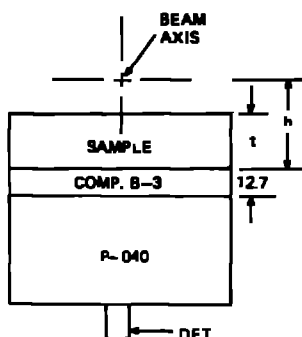 BEAM
AXIS
h
t
SAMPLE
COMP. B-3
12.7
P-040
DET